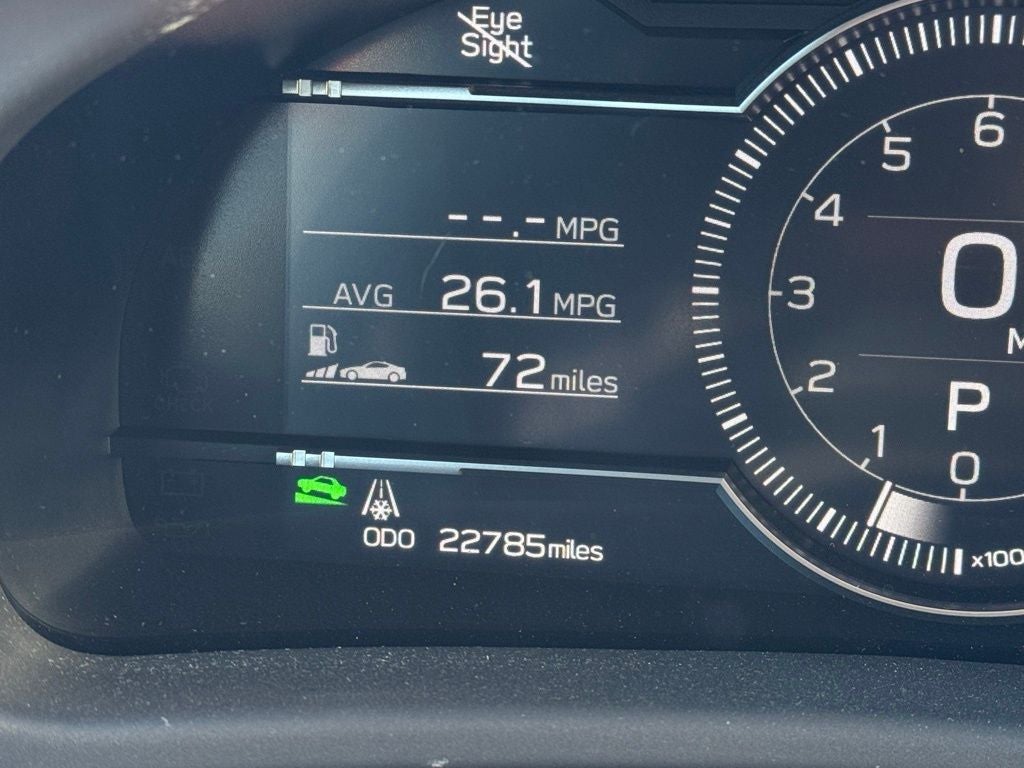 Eye
Sight
--.- MPG
AVG 26.1 MPG
72 miles
ODO 22785 miles
6
5
4
3
2
1
0
0
P
x100